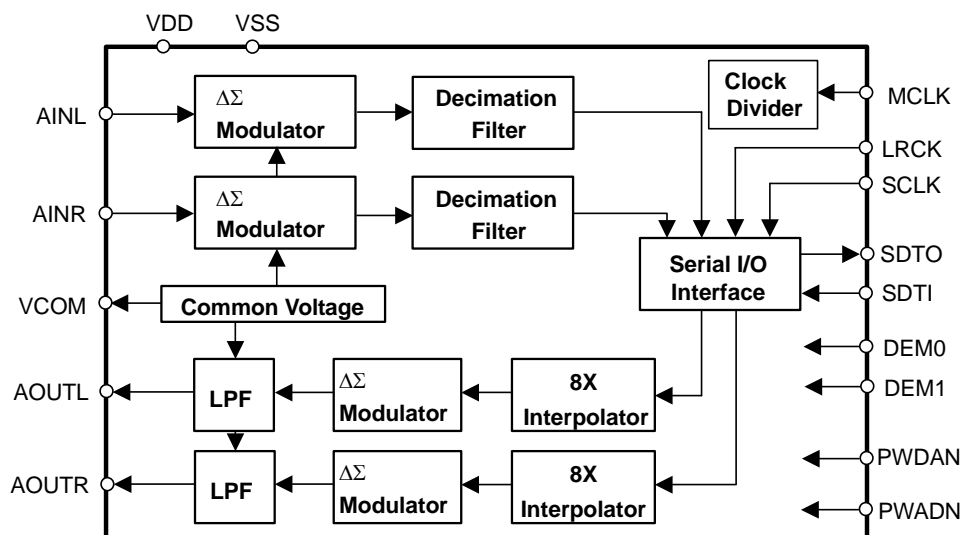 VDD
VSS
AINL
ΔΣ
Modulator
Decimation
Filter
Clock
Divider
MCLK
LRCK
SCLK
AINR
ΔΣ
Modulator
Decimation
Filter
Serial I/O
Interface
SDTO
SDTI
VCOM
Common Voltage
DEM0
DEM1
AOUTL
LPF
ΔΣ
Modulator
8X
Interpolator
PWDAN
AOUTR
LPF
ΔΣ
Modulator
8X
Interpolator
PWADN